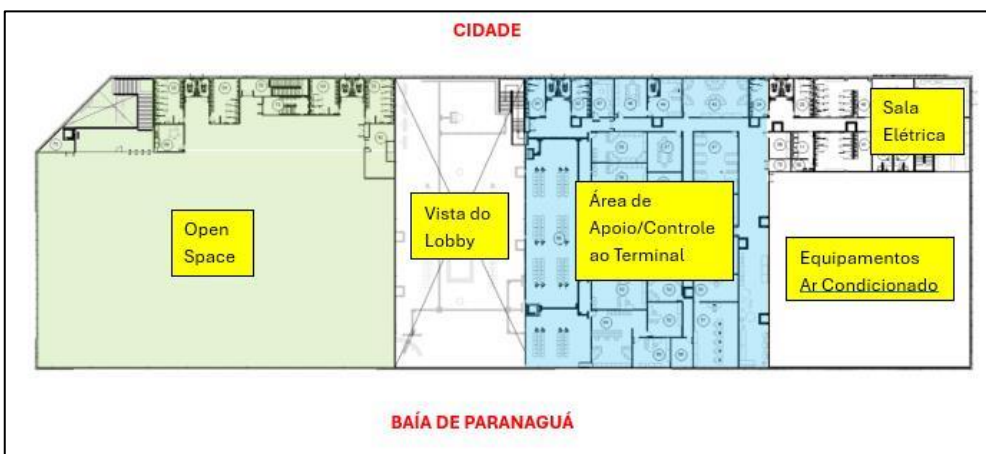 CIDADE
Sala
Elétrica
Open
Space
Vista do
Lobby
Área de
Apoio/Controle
ao Terminal
Equipamentos
Ar Condicionado
BAÍA DE PARANAGUÁ